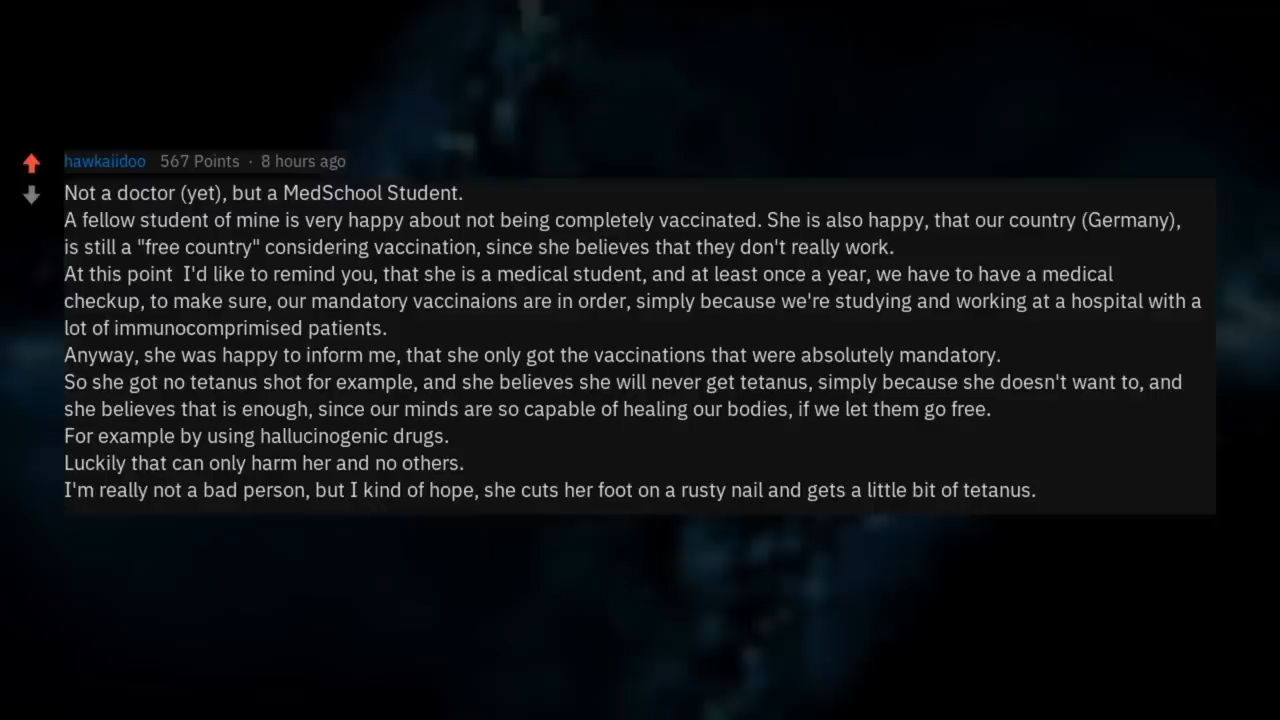 hawkaiidoo 567 Points · 8 hours ago
Not a doctor (yet), but a MedSchool Student.
A fellow student of mine is very happy about not being completely vaccinated. She is also happy, that our country (Germany),
is still a "free country" considering vaccination, since she believes that they don't really work.
At this point  I'd like to remind you, that she is a medical student, and at least once a year, we have to have a medical
checkup, to make sure, our mandatory vaccinaions are in order, simply because we're studying and working at a hospital with a
lot of immunocomprimised patients.
Anyway, she was happy to inform me, that she only got the vaccinations that were absolutely mandatory.
So she got no tetanus shot for example, and she believes she will never get tetanus, simply because she doesn't want to, and
she believes that is enough, since our minds are so capable of healing our bodies, if we let them go free.
For example by using hallucinogenic drugs.
Luckily that can only harm her and no others.
I'm really not a bad person, but I kind of hope, she cuts her foot on a rusty nail and gets a little bit of tetanus.